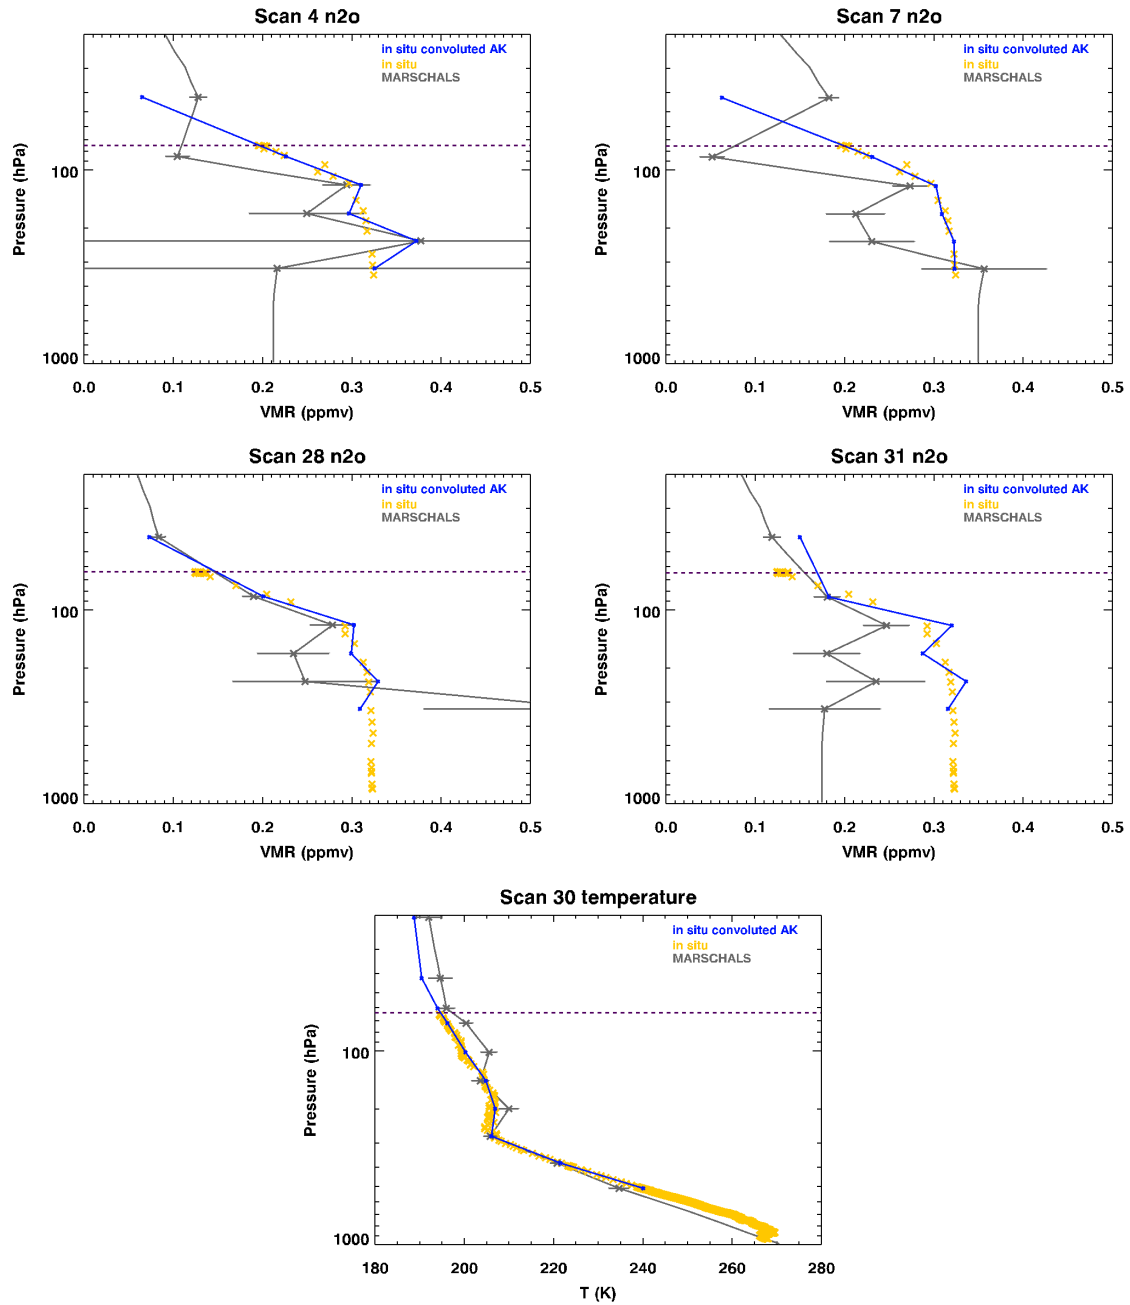 Scan 4 n2o
in situ convoluted AK
in situ
MARSCHALS
Pressure (hPa)
100
1000
0.0 0.1 0.2 0.3 0.4 0.5
VMR (ppmv)
Scan 7 n2o
in situ convoluted AK
in situ
MARSCHALS
Pressure (hPa)
100
1000
0.0 0.1 0.2 0.3 0.4 0.5
VMR (ppmv)
Scan 28 n2o
in situ convoluted AK
in situ
MARSCHALS
Pressure (hPa)
100
1000
0.0 0.1 0.2 0.3 0.4 0.5
VMR (ppmv)
Scan 31 n2o
in situ convoluted AK
in situ
MARSCHALS
Pressure (hPa)
100
1000
0.0 0.1 0.2 0.3 0.4 0.5
VMR (ppmv)
Scan 30 temperature
in situ convoluted AK
in situ
MARSCHALS
Pressure (hPa)
100
1000
180 200 220 240 260 280
T (K)